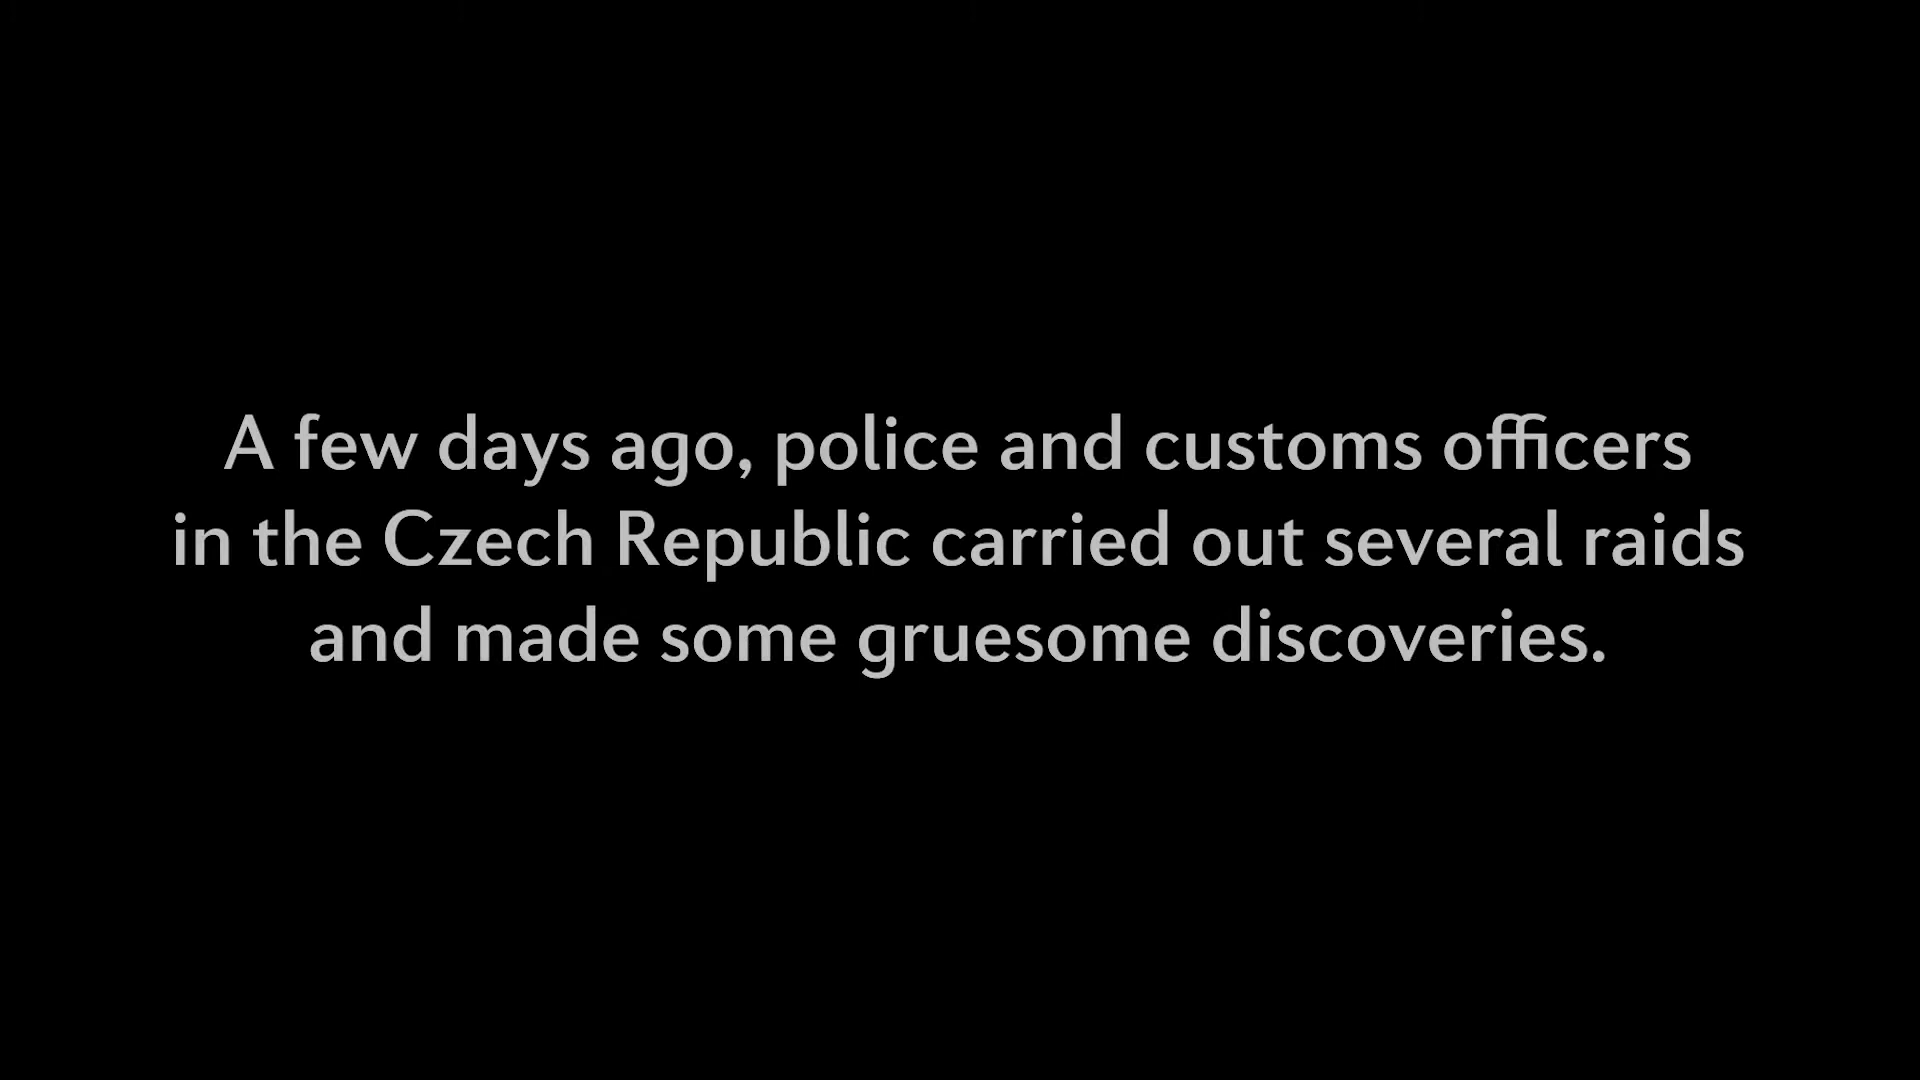 A few days ago, police and customs officers
in the Czech Republic carried out several raids
and made some gruesome discoveries.